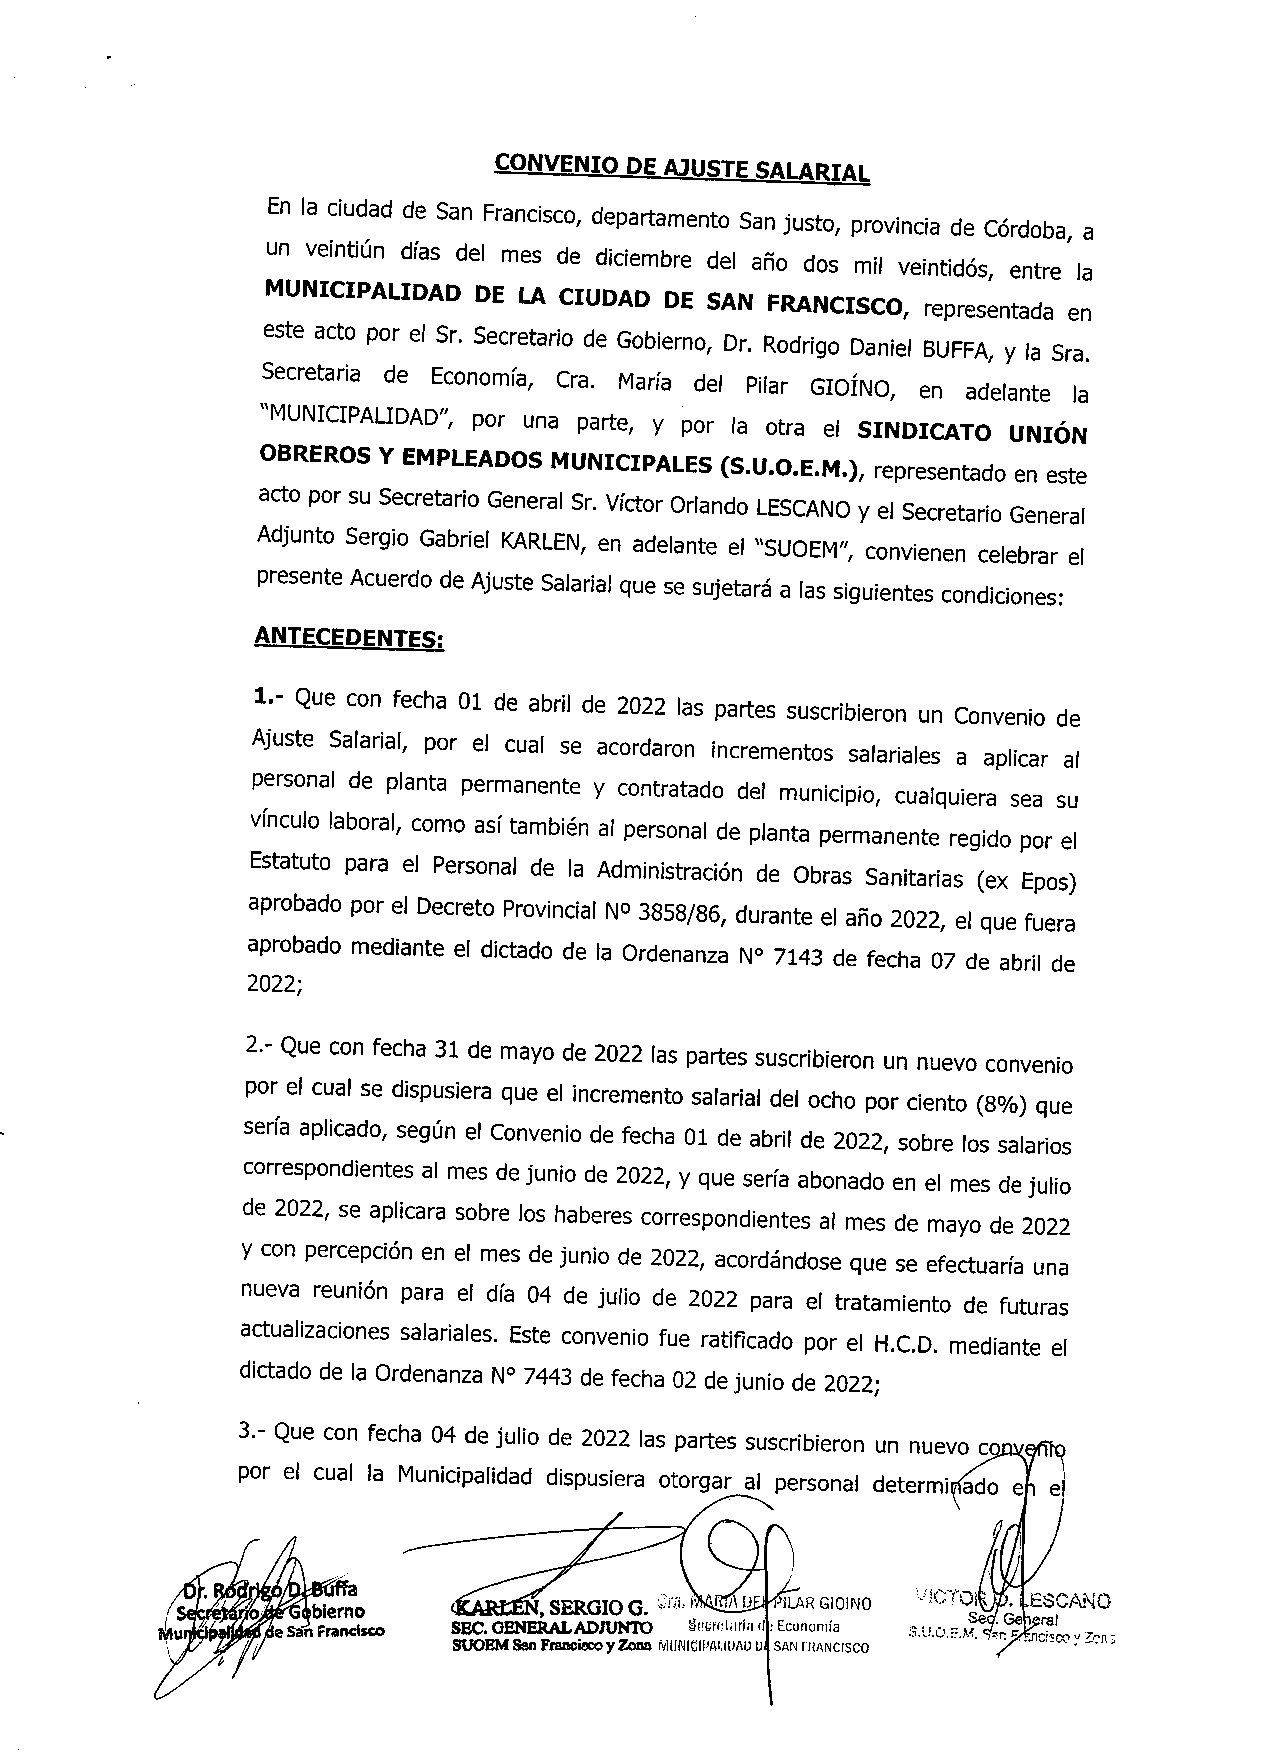 CONVENIO DE AJUSTE SALARIAL
En la ciudad de San Francisco, departamento San justo, provincia de Córdoba, a
un veintiún días del mes de diciembre del año dos mil veintidós, entre la
MUNICIPALIDAD DE LA CIUDAD DE SAN FRANCISCO, representada en
este acto por el Sr. Secretario de Gobierno, Dr. Rodrigo Daniel BUFFA, y la Sra.
Secretaria de Economía, Cra. María del Pilar GIOÍNO, en adelante la
"MUNICIPALIDAD", por una parte, y por la otra el SINDICATO UNIÓN
OBREROS Y EMPLEADOS MUNICIPALES (S.U.O.E.M.), representado en este
acto por su Secretario General Sr. Víctor Orlando LESCANO y el Secretario General
Adjunto Sergio Gabriel KARLEN, en adelante el "SUOEM", convienen celebrar el
presente Acuerdo de Ajuste Salarial que se sujetará a las siguientes condiciones:
ANTECEDENTES:
1.- Que con fecha 01 de abril de 2022 las partes suscribieron un Convenio de
Ajuste Salarial, por el cual se acordaron incrementos salariales a aplicar al
personal de planta permanente y contratado del municipio, cualquiera sea su
vínculo laboral, como así también al personal de planta permanente regido por el
Estatuto para el Personal de la Administración de Obras Sanitarias (ex Epos)
aprobado por el Decreto Provincial Nº 3858/86, durante el año 2022, el que fuera
aprobado mediante el dictado de la Ordenanza N° 7143 de fecha 07 de abril de
2022;
2.- Que con fecha 31 de mayo de 2022 las partes suscribieron un nuevo convenio
por el cual se dispusiera que el incremento salarial del ocho por ciento (8%) que
sería aplicado, según el Convenio de fecha 01 de abril de 2022, sobre los salarios
correspondientes al mes de junio de 2022, y que sería abonado en el mes de julio
de 2022, se aplicara sobre los haberes correspondientes al mes de mayo de 2022
y con percepción en el mes de junio de 2022, acordándose que se efectuaría una
nueva reunión para el día 04 de julio de 2022 para el tratamiento de futuras
actualizaciones salariales. Este convenio fue ratificado por el H.C.D. mediante el
dictado de la Ordenanza N° 7443 de fecha 02 de junio de 2022;
3.- Que con fecha 04 de julio de 2022 las partes suscribieron un nuevo convenio
por el cual la Municipalidad dispusiera otorgar al personal determinado en el
Dr. Rodrigo D. Buffa
Secretario de Gobierno
Municipalidad de San Francisco
KARLEN, SERGIO G.
SEC. GENERAL ADJUNTO
SUOEM San Francisco y Zona
Cra. MARIA DEL PILAR GIOINO
Secretaria de Economía
MUNICIPALIDAD DE SAN FRANCISCO
VICTOR O. LESCANO
Sec. General
S.U.O.E.M. San Francisco y Zona